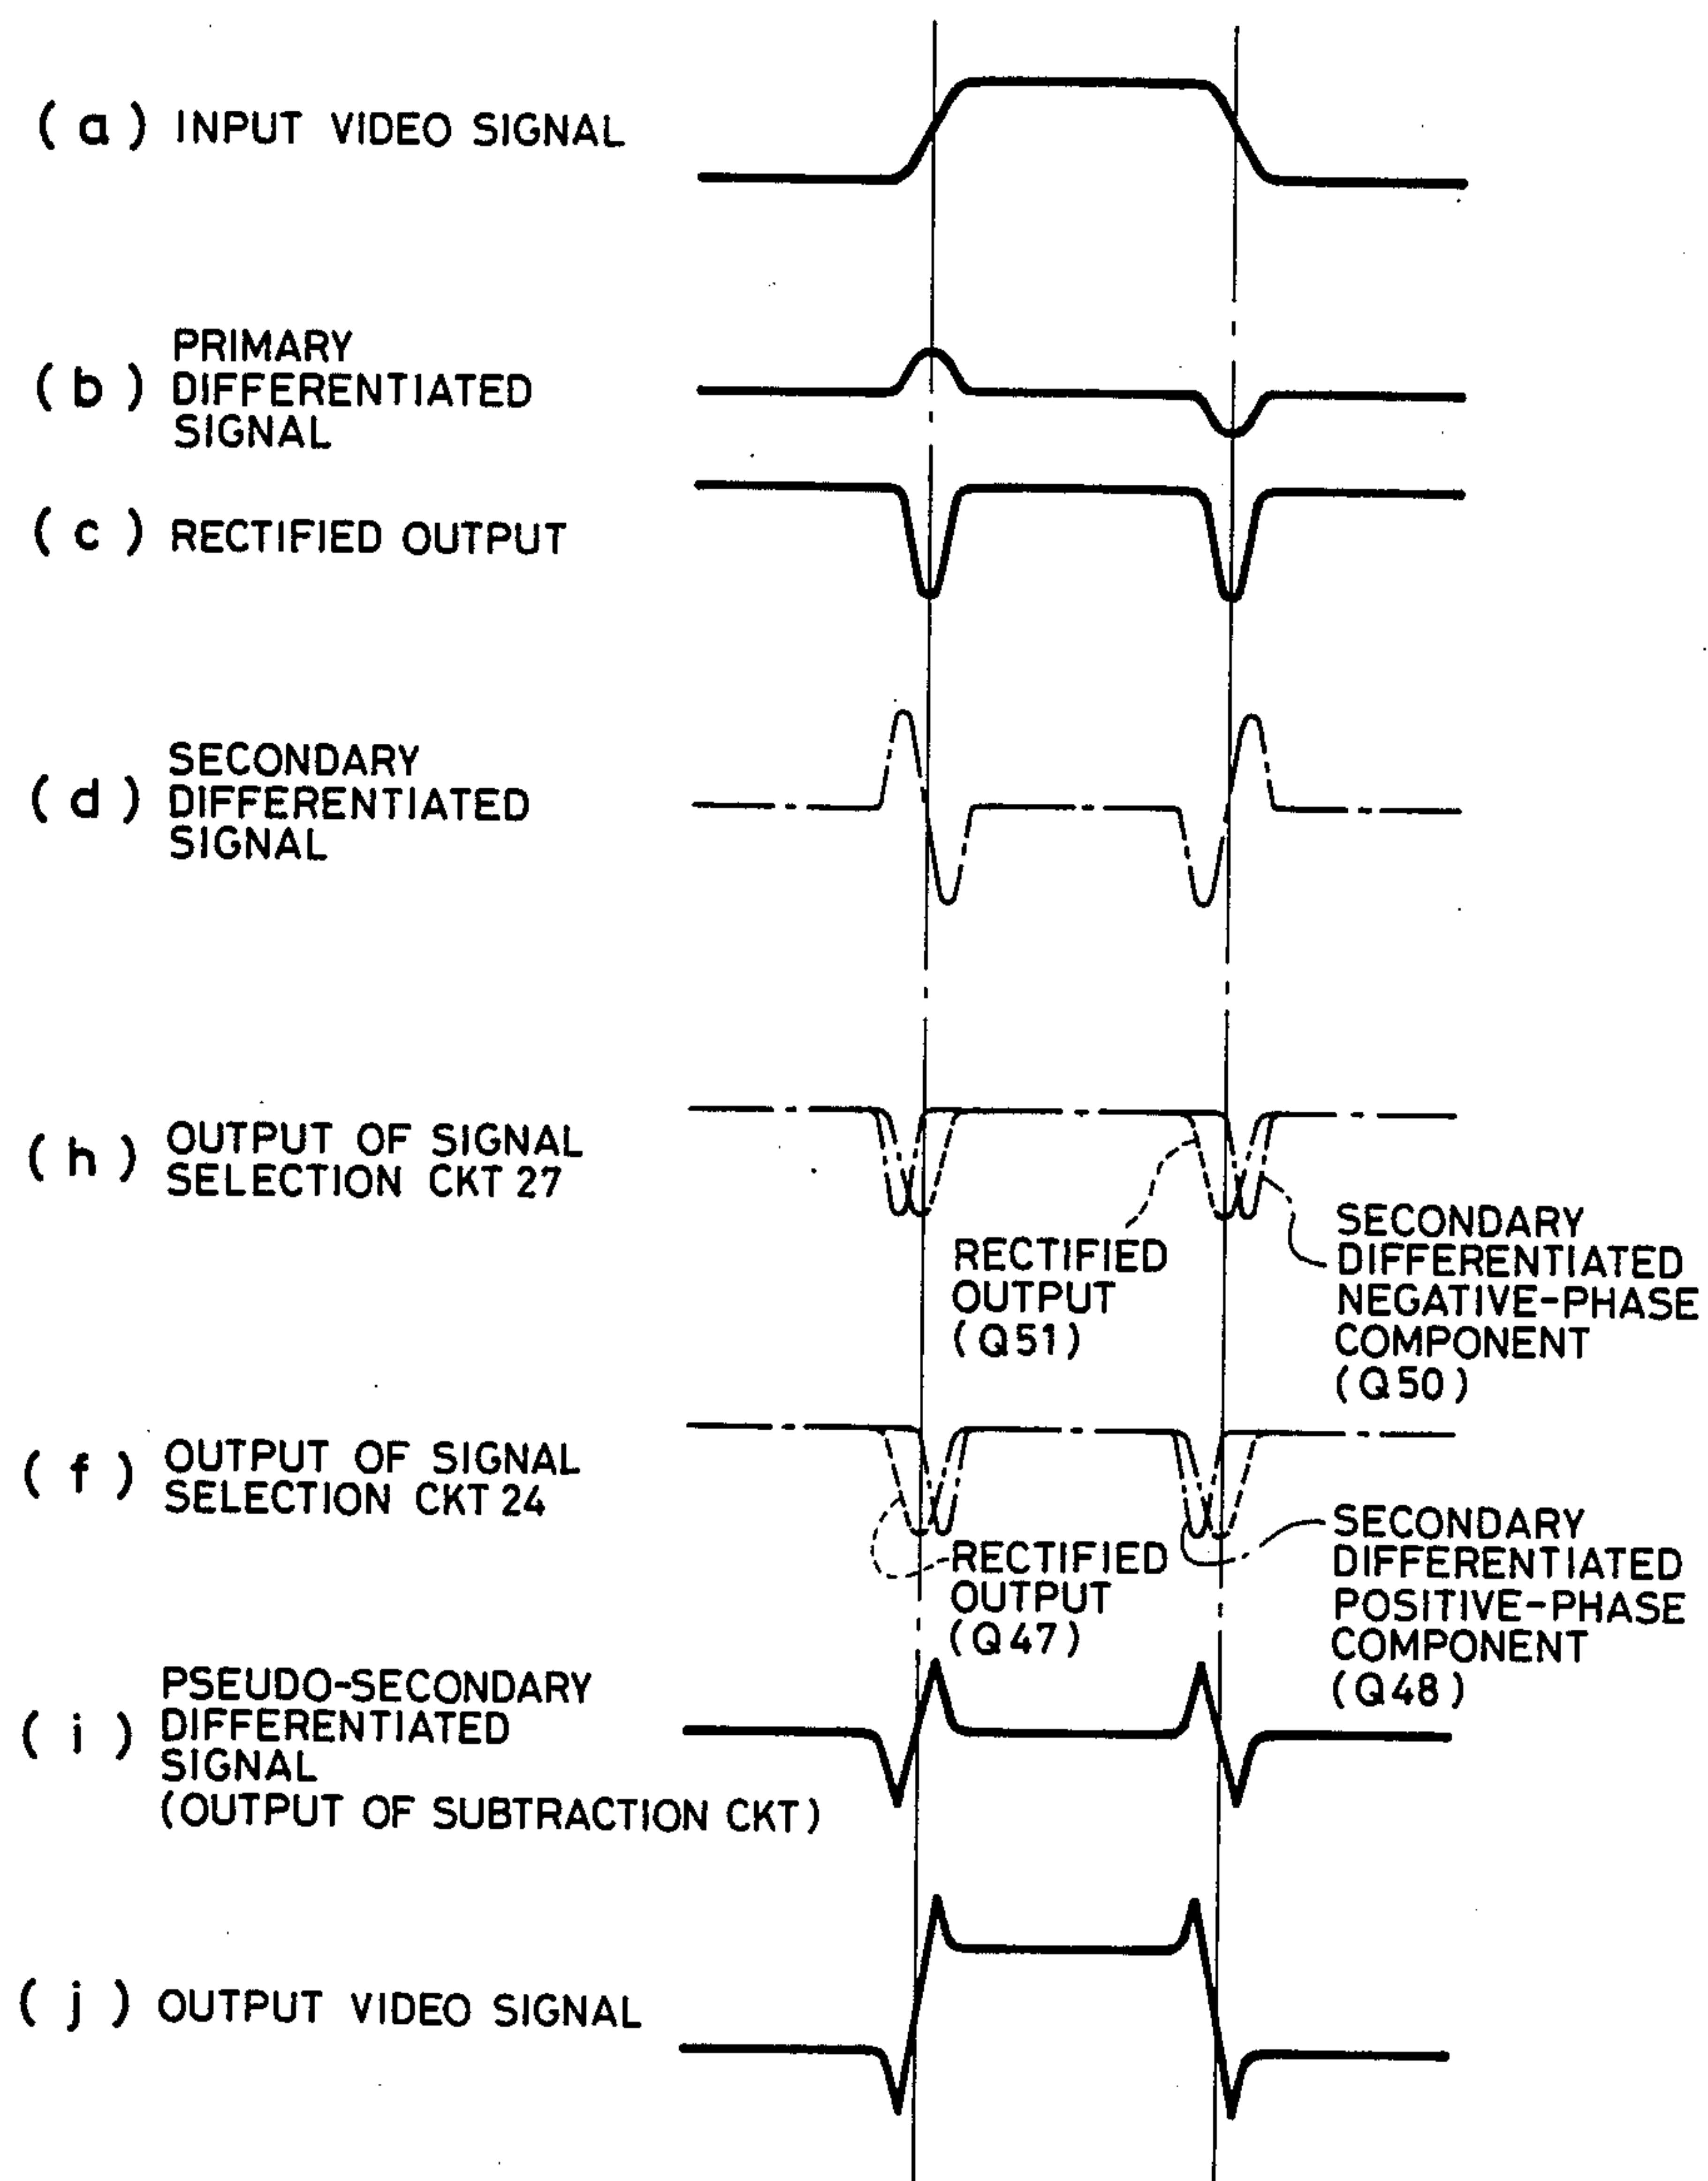 (a) INPUT VIDEO SIGNAL
(b) PRIMARY
DIFFERENTIATED
SIGNAL
(c) RECTIFIED OUTPUT
(d) SECONDARY
DIFFERENTIATED
SIGNAL
(h) OUTPUT OF SIGNAL
SELECTION CKT 27
RECTIFIED
OUTPUT
(Q51)
SECONDARY
DIFFERENTIATED
NEGATIVE-PHASE
COMPONENT
(Q50)
(f) OUTPUT OF SIGNAL
SELECTION CKT 24
RECTIFIED
OUTPUT
(Q47)
SECONDARY
DIFFERENTIATED
POSITIVE-PHASE
COMPONENT
(Q48)
(i) PSEUDO-SECONDARY
DIFFERENTIATED
SIGNAL
(OUTPUT OF SUBTRACTION CKT)
(j) OUTPUT VIDEO SIGNAL